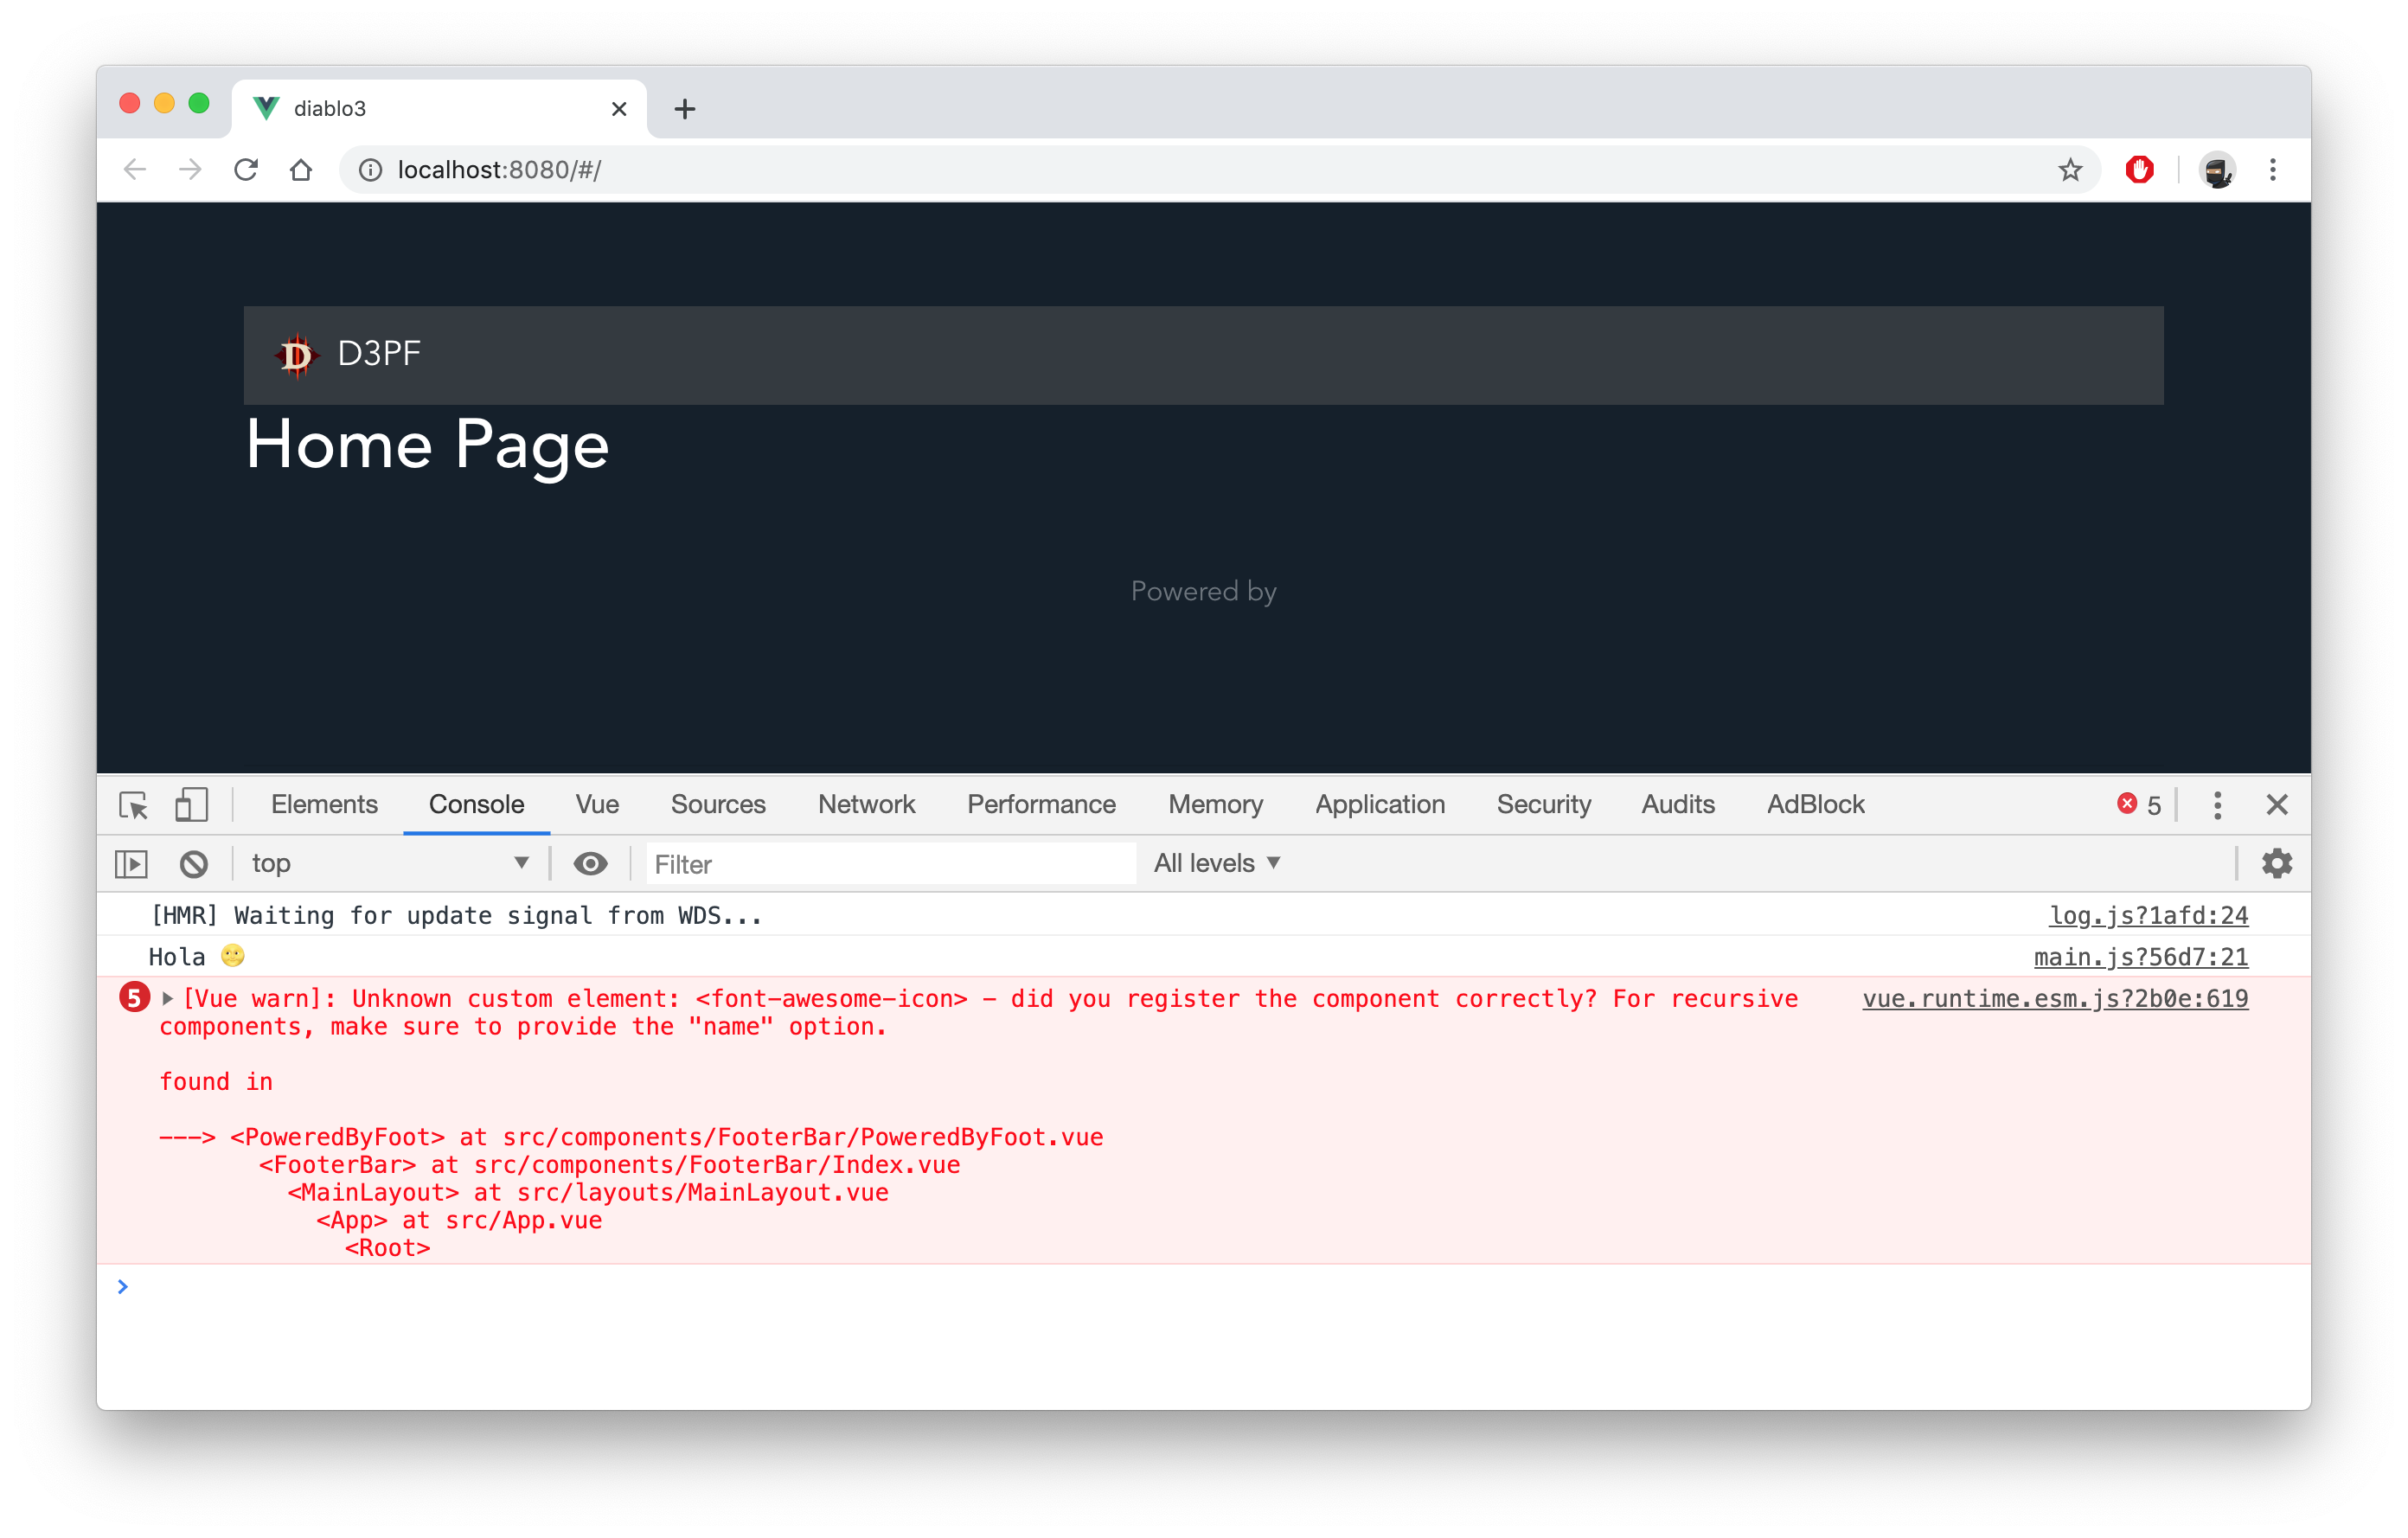 diablo3
localhost:8080/#/
D3PF
Home Page
Powered by
Elements Console Vue Sources Network Performance Memory Application Security Audits AdBlock 5
top Filter All levels
[HMR] Waiting for update signal from WDS... log.js?1afd:24
Hola 🌝 main.js?56d7:21
5 [Vue warn]: Unknown custom element: <font-awesome-icon> - did you register the component correctly? For recursive vue.runtime.esm.js?2b0e:619
components, make sure to provide the "name" option.
found in
---> <PoweredByFoot> at src/components/FooterBar/PoweredByFoot.vue
<FooterBar> at src/components/FooterBar/Index.vue
<MainLayout> at src/layouts/MainLayout.vue
<App> at src/App.vue
<Root>